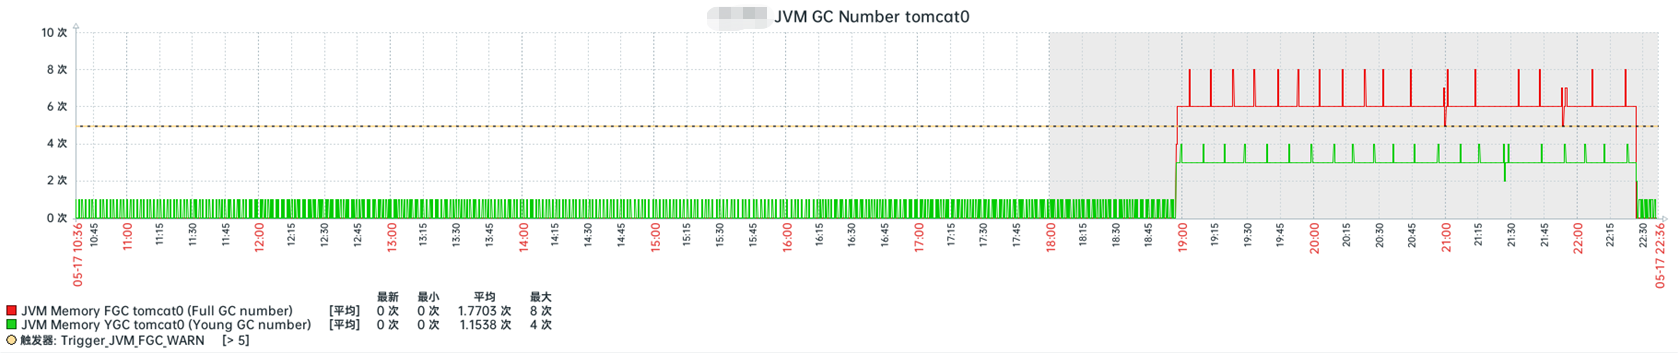 JVM GC Number tomcat0
10 次
8 次
6 次
4 次
2 次
0 次
05-17 10:36 10:45 11:00 11:15 11:30 11:45 12:00 12:15 12:30 12:45 13:00 13:15 13:30 13:45 14:00 14:15 14:30 14:45 15:00 15:15 15:30 15:45 16:00 16:15 16:30 16:45 17:00 17:15 17:30 17:45 18:00 18:15 18:30 18:45 19:00 19:15 19:30 19:45 20:00 20:15 20:30 20:45 21:00 21:15 21:30 21:45 22:00 22:15 22:30 05-17 22:36
最新 最小 平均 最大
JVM Memory FGC tomcat0 (Full GC number) [平均] 0 次 0 次 1.7703 次 8 次
JVM Memory YGC tomcat0 (Young GC number) [平均] 0 次 0 次 1.1538 次 4 次
触发器: Trigger_JVM_FGC_WARN [> 5]